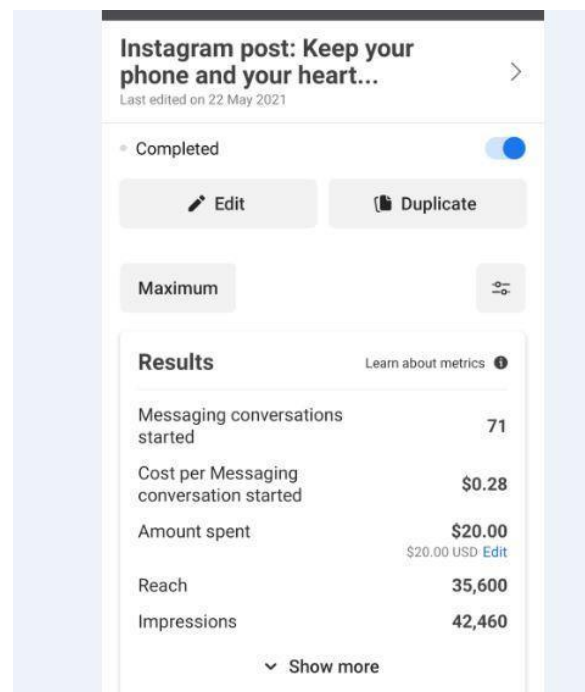 Instagram post: Keep your
phone and your heart...
Last edited on 22 May 2021
Completed
Edit
Duplicate
Maximum
Results
Learn about metrics
Messaging conversations
started
71
Cost per Messaging
conversation started
$0.28
Amount spent
$20.00
$20.00 USD Edit
Reach
35,600
Impressions
42,460
Show more